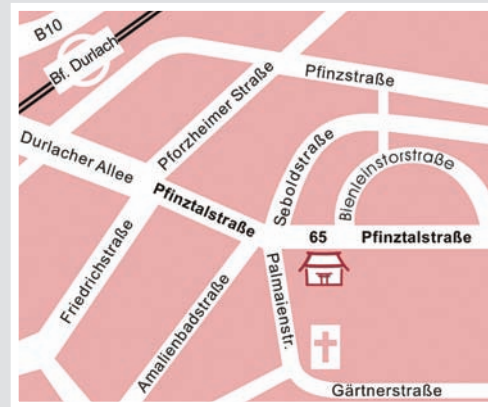 B10
Bf. Durlach
Pfinzstraße
Pforzheimer Straße
Durlacher Allee
Seboldstraße
Bienleinstorstraße
Pfinztalstraße
65
Pfinztalstraße
Friedrichstraße
Amalienbadstraße
Palmaienstr.
Gärtnerstraße